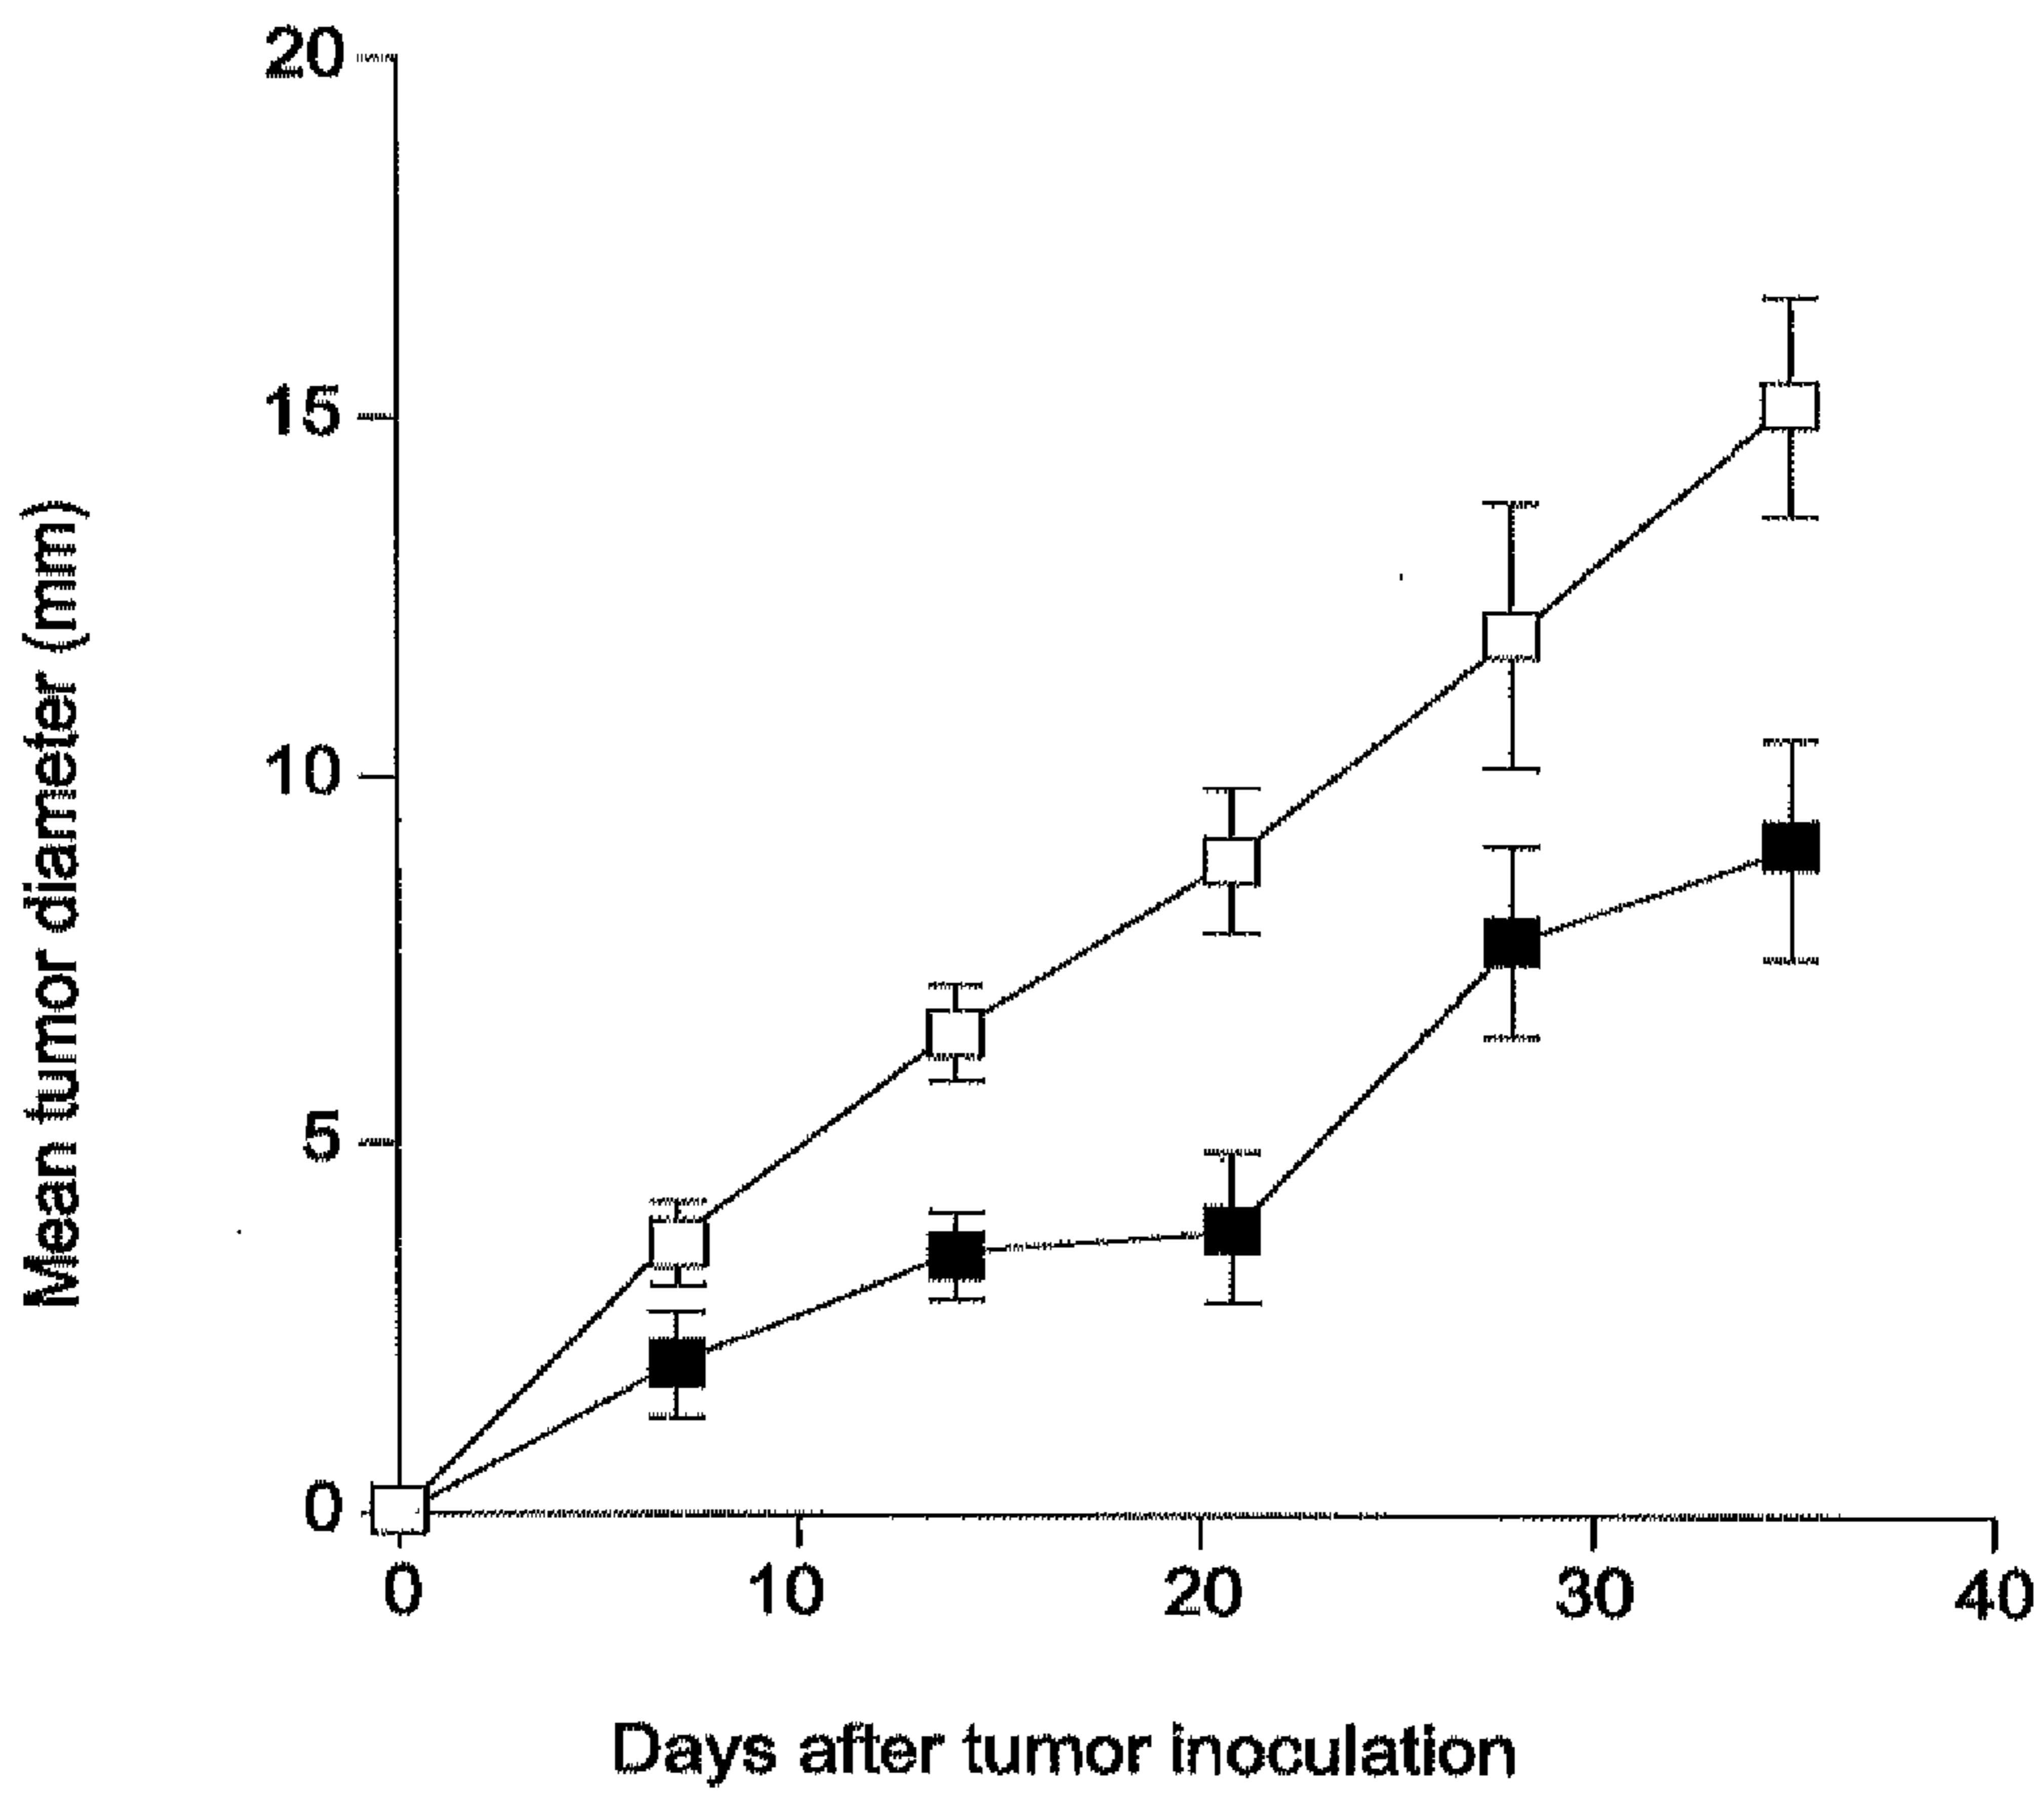 20
15
10
5
0
Mean tumor diameter (mm)
0 10 20 30 40
Days after tumor inoculation